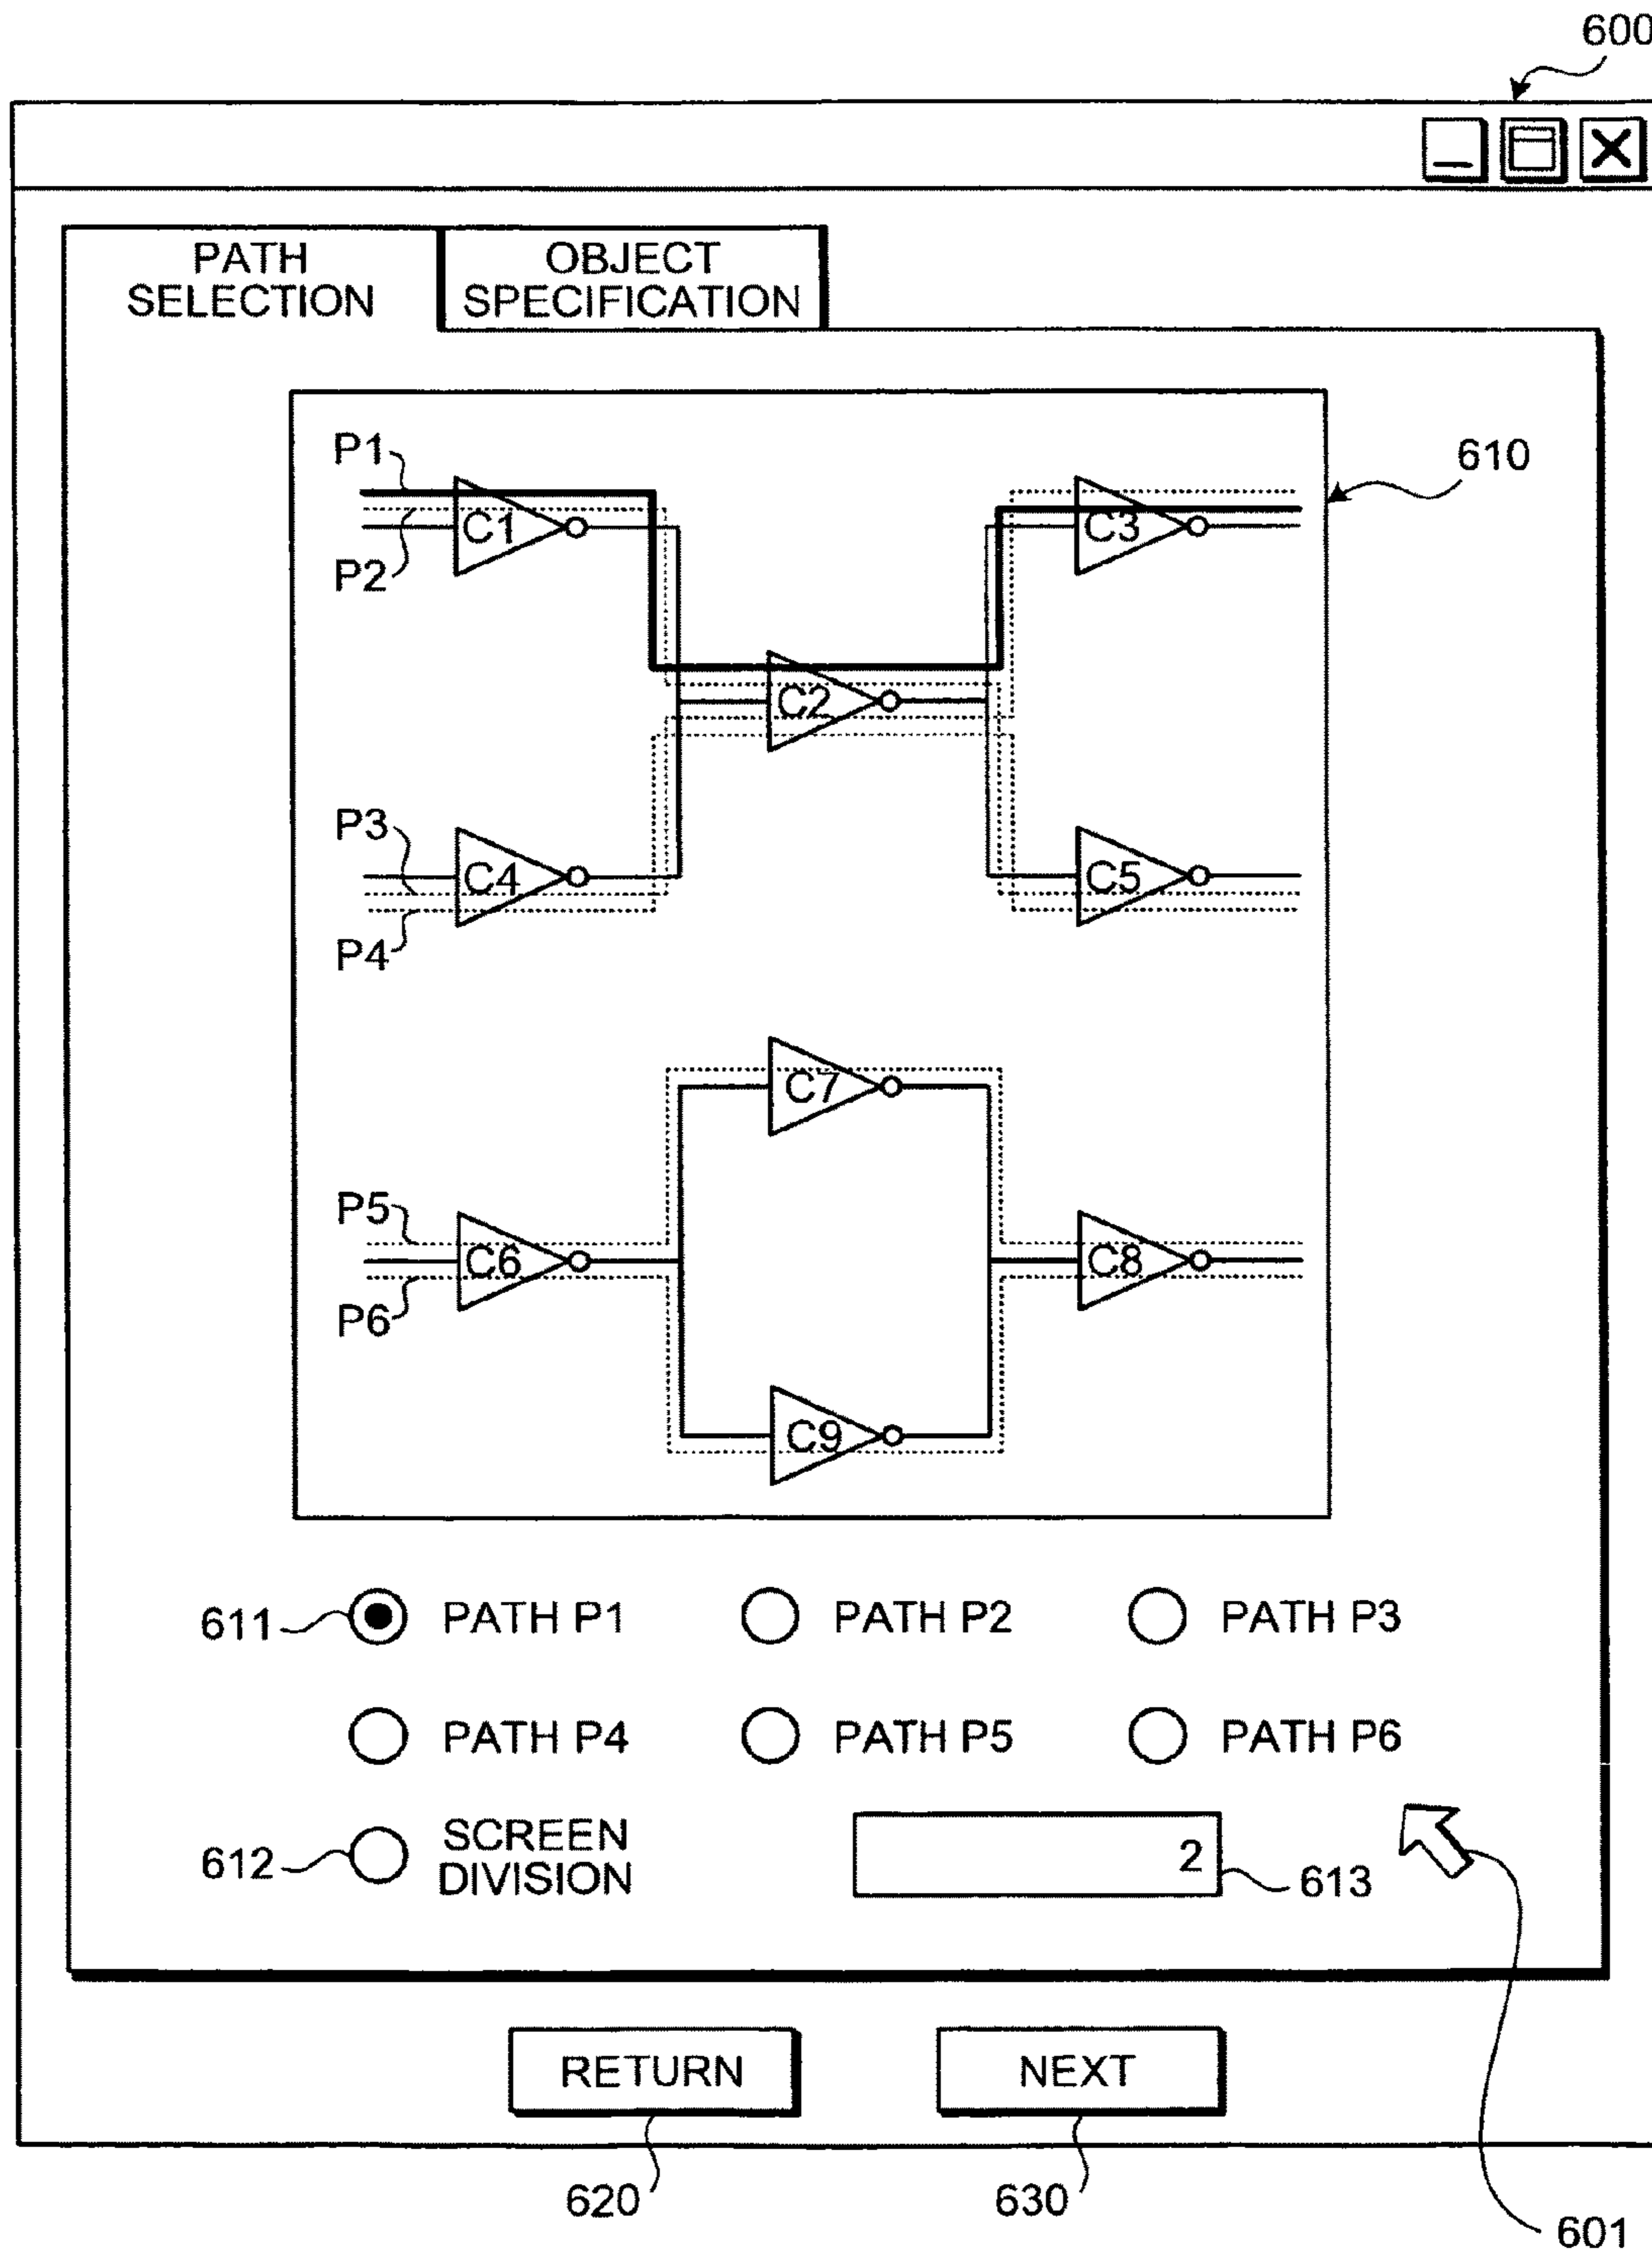 600
PATH
SELECTION
OBJECT
SPECIFICATION
610
P1
C1
C3
P2
C2
P3
C4
C5
P4
C7
P5
C6
C8
P6
C9
611
PATH P1
PATH P2
PATH P3
PATH P4
PATH P5
PATH P6
612
SCREEN
DIVISION
2
613
RETURN
NEXT
620
630
601